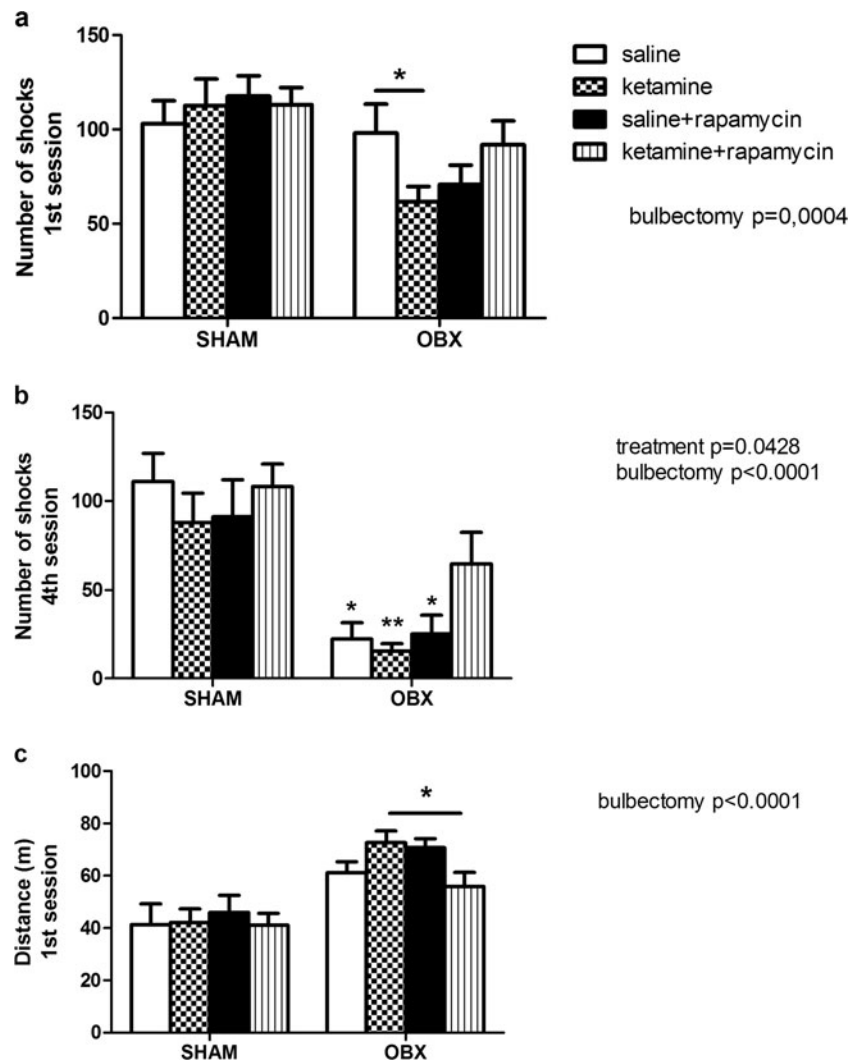 a
Number of shocks
1st session
150
100
50
0
*
SHAM
OBX
saline
ketamine
saline+rapamycin
ketamine+rapamycin
bulbectomy p=0,0004
b
Number of shocks
4th session
150
100
50
0
*
**
*
SHAM
OBX
treatment p=0.0428
bulbectomy p<0.0001
c
Distance (m)
1st session
100
80
60
40
20
0
*
SHAM
OBX
bulbectomy p<0.0001